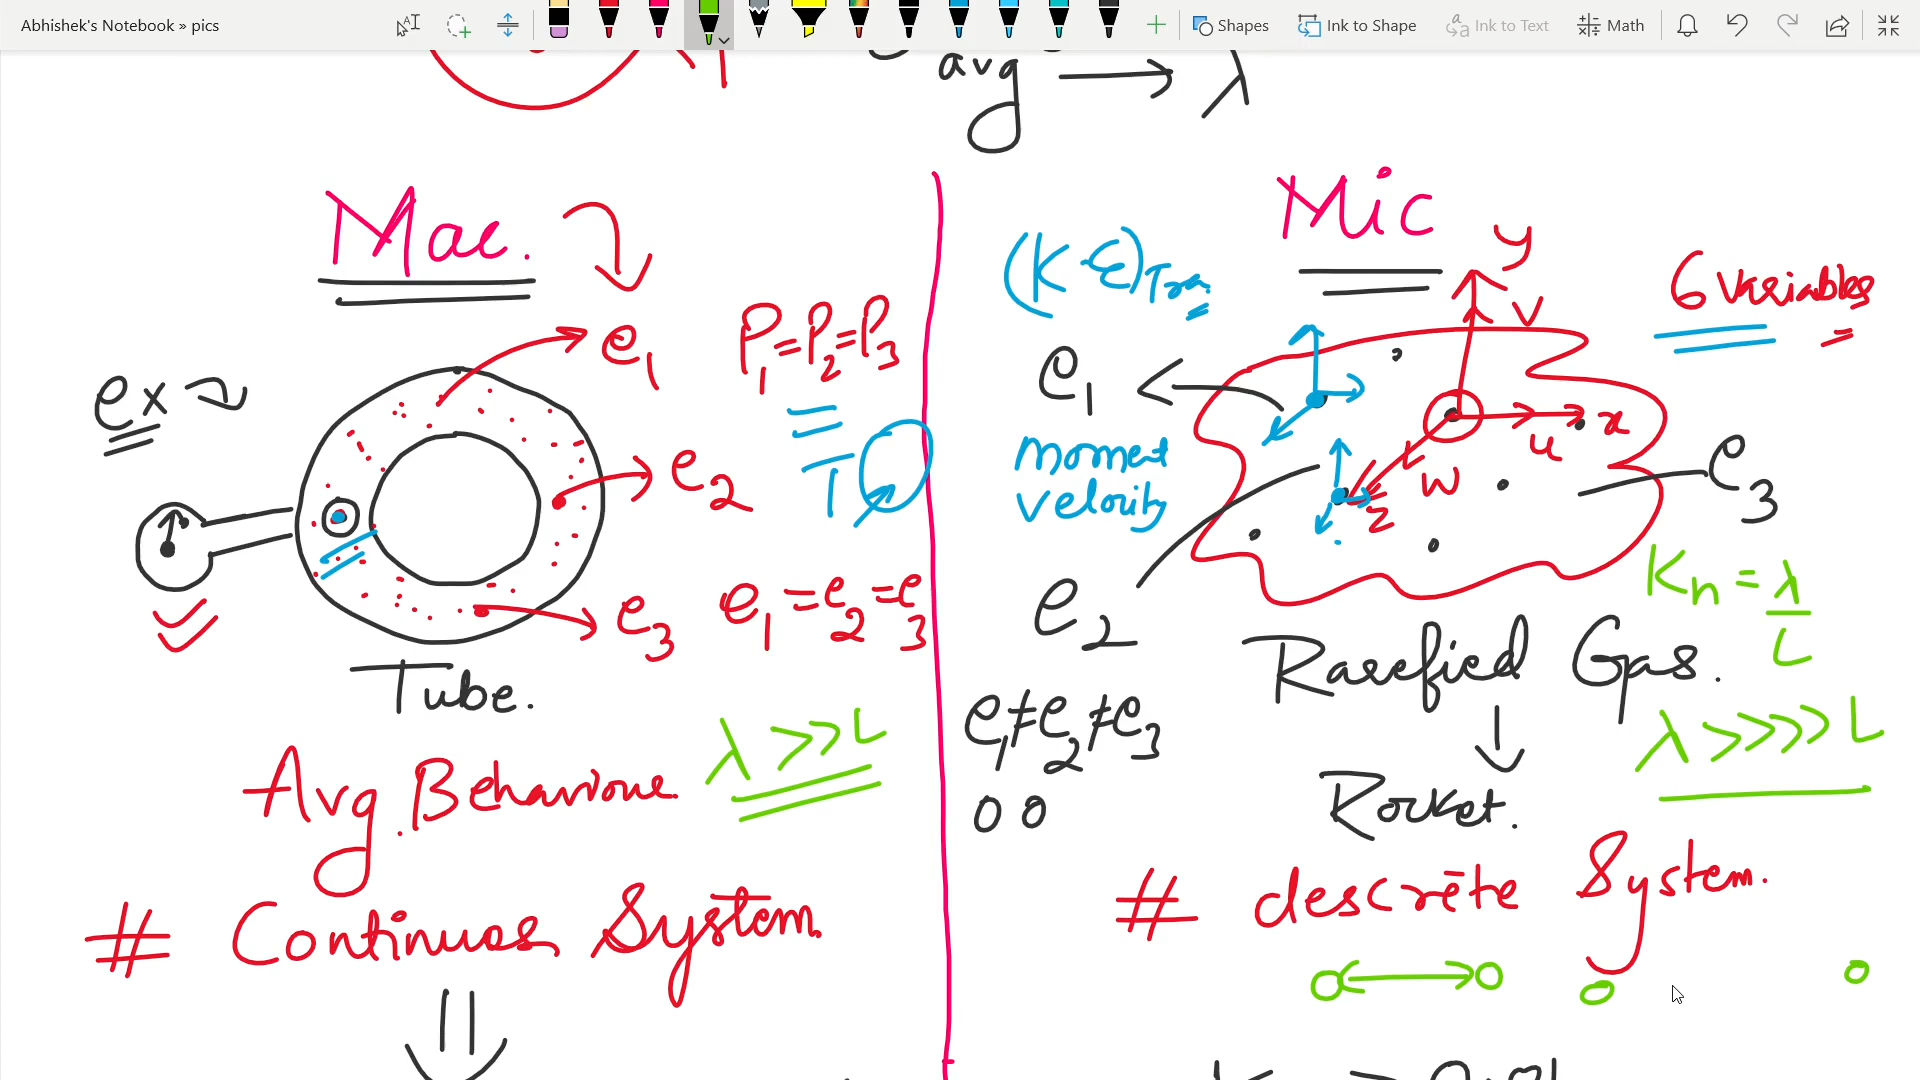 Abhishek's Notebook » pics
Shapes
Ink to Shape
Ink to Text
Math
avg → λ
Mac.
ex
e1
P1=P2=P3
e2
T
e3
e1=e2=e3
Tube.
Avg. Behaviour
λ >>> L
# Continuos System
Mic
(K·E)Tra.
y
v
6 variables
e1
moment
velority
u
x
w
z
e3
Kn = λ/L
e2
Rarefied Gas.
e1≠e2≠e3
λ >>>>> L
Rocket.
# descrete System.